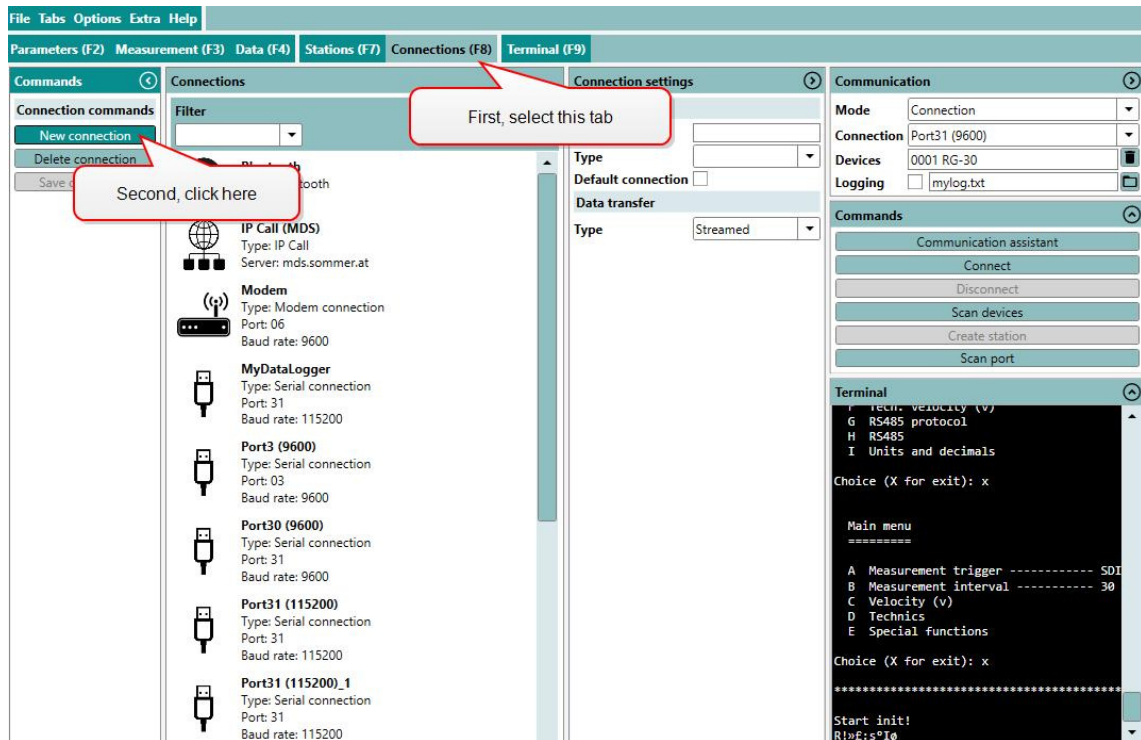 File Tabs Options Extra Help
Parameters (F2) Measurement (F3) Data (F4) Stations (F7) Connections (F8) Terminal (F9)
Commands
Connection commands
New connection
Delete connection
Save
Second, click here
Connections
Filter
First, select this tab
Bluetooth
IP Call (MDS)
Type: IP Call
Server: mds.sommer.at
Modem
Type: Modem connection
Port: 06
Baud rate: 9600
MyDataLogger
Type: Serial connection
Port: 31
Baud rate: 115200
Port3 (9600)
Type: Serial connection
Port: 03
Baud rate: 9600
Port30 (9600)
Type: Serial connection
Port: 31
Baud rate: 9600
Port31 (115200)
Type: Serial connection
Port: 31
Baud rate: 115200
Port31 (115200)_1
Type: Serial connection
Port: 31
Baud rate: 115200
Connection settings
Type
Default connection
Data transfer
Type Streamed
Communication
Mode Connection
Connection Port31 (9600)
Devices 0001 RG-30
Logging mylog.txt
Commands
Communication assistant
Connect
Disconnect
Scan devices
Create station
Scan port
Terminal
F Tech. velocity (v)
G RS485 protocol
H RS485
I Units and decimals
Choice (X for exit): x
Main menu
=========
A Measurement trigger ------------ SDI
B Measurement interval ----------- 30
C Velocity (v)
D Technics
E Special functions
Choice (X for exit): x
*****************************************
Start init!
R!»£:s°Iø